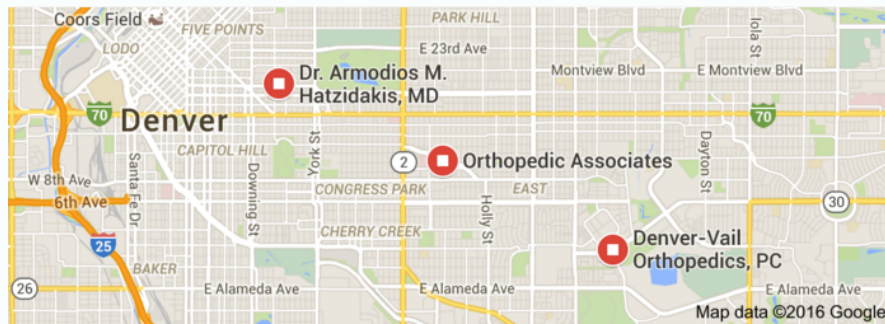 Coors Field
FIVE POINTS
PARK HILL
LODO
E 23rd Ave
Iola St
Dr. Armodios M.
Hatzidakis, MD
Montview Blvd
E Montview Blvd
70
70
Denver
CAPITOL HILL
York St
2
Orthopedic Associates
Dayton St
W 8th Ave
Santa Fe Dr
Downing St
CONGRESS PARK
EAST
6th Ave
Holly St
30
25
CHERRY CREEK
Denver-Vail
Orthopedics, PC
BAKER
26
E Alameda Ave
E Alameda Ave
Map data ©2016 Google